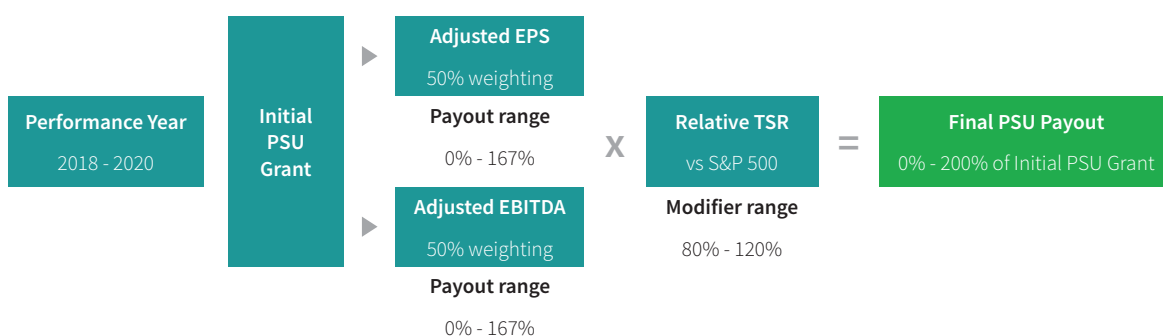 Performance Year
2018 - 2020
Initial
PSU
Grant
Adjusted EPS
50% weighting
Payout range
0% - 167%
Adjusted EBITDA
50% weighting
Payout range
0% - 167%
x
Relative TSR
vs S&P 500
Modifier range
80% - 120%
=
Final PSU Payout
0% - 200% of Initial PSU Grant